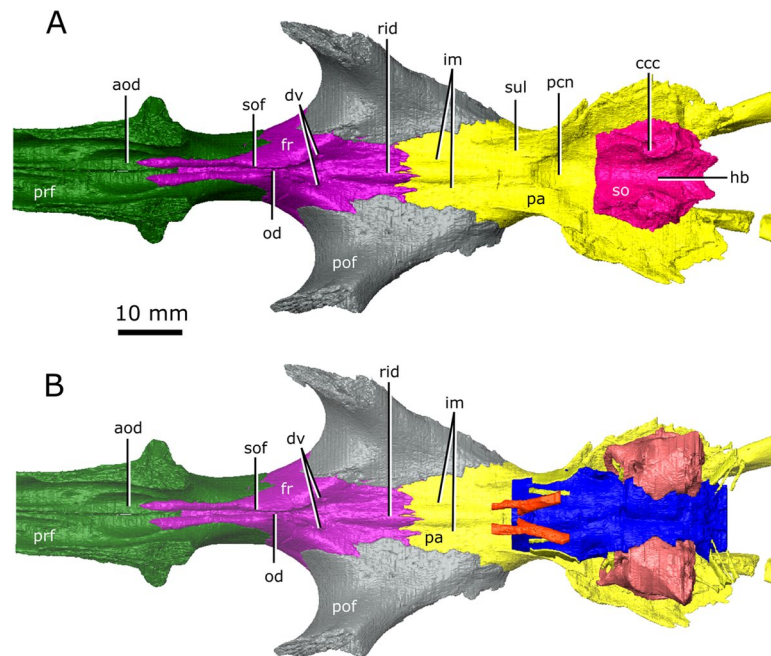 A
rid
im
ccc
aod
sof
dv
sul
pcn
fr
prf
so
hb
pa
od
pof
10 mm
B
rid
im
aod
sof
dv
fr
prf
pa
od
pof